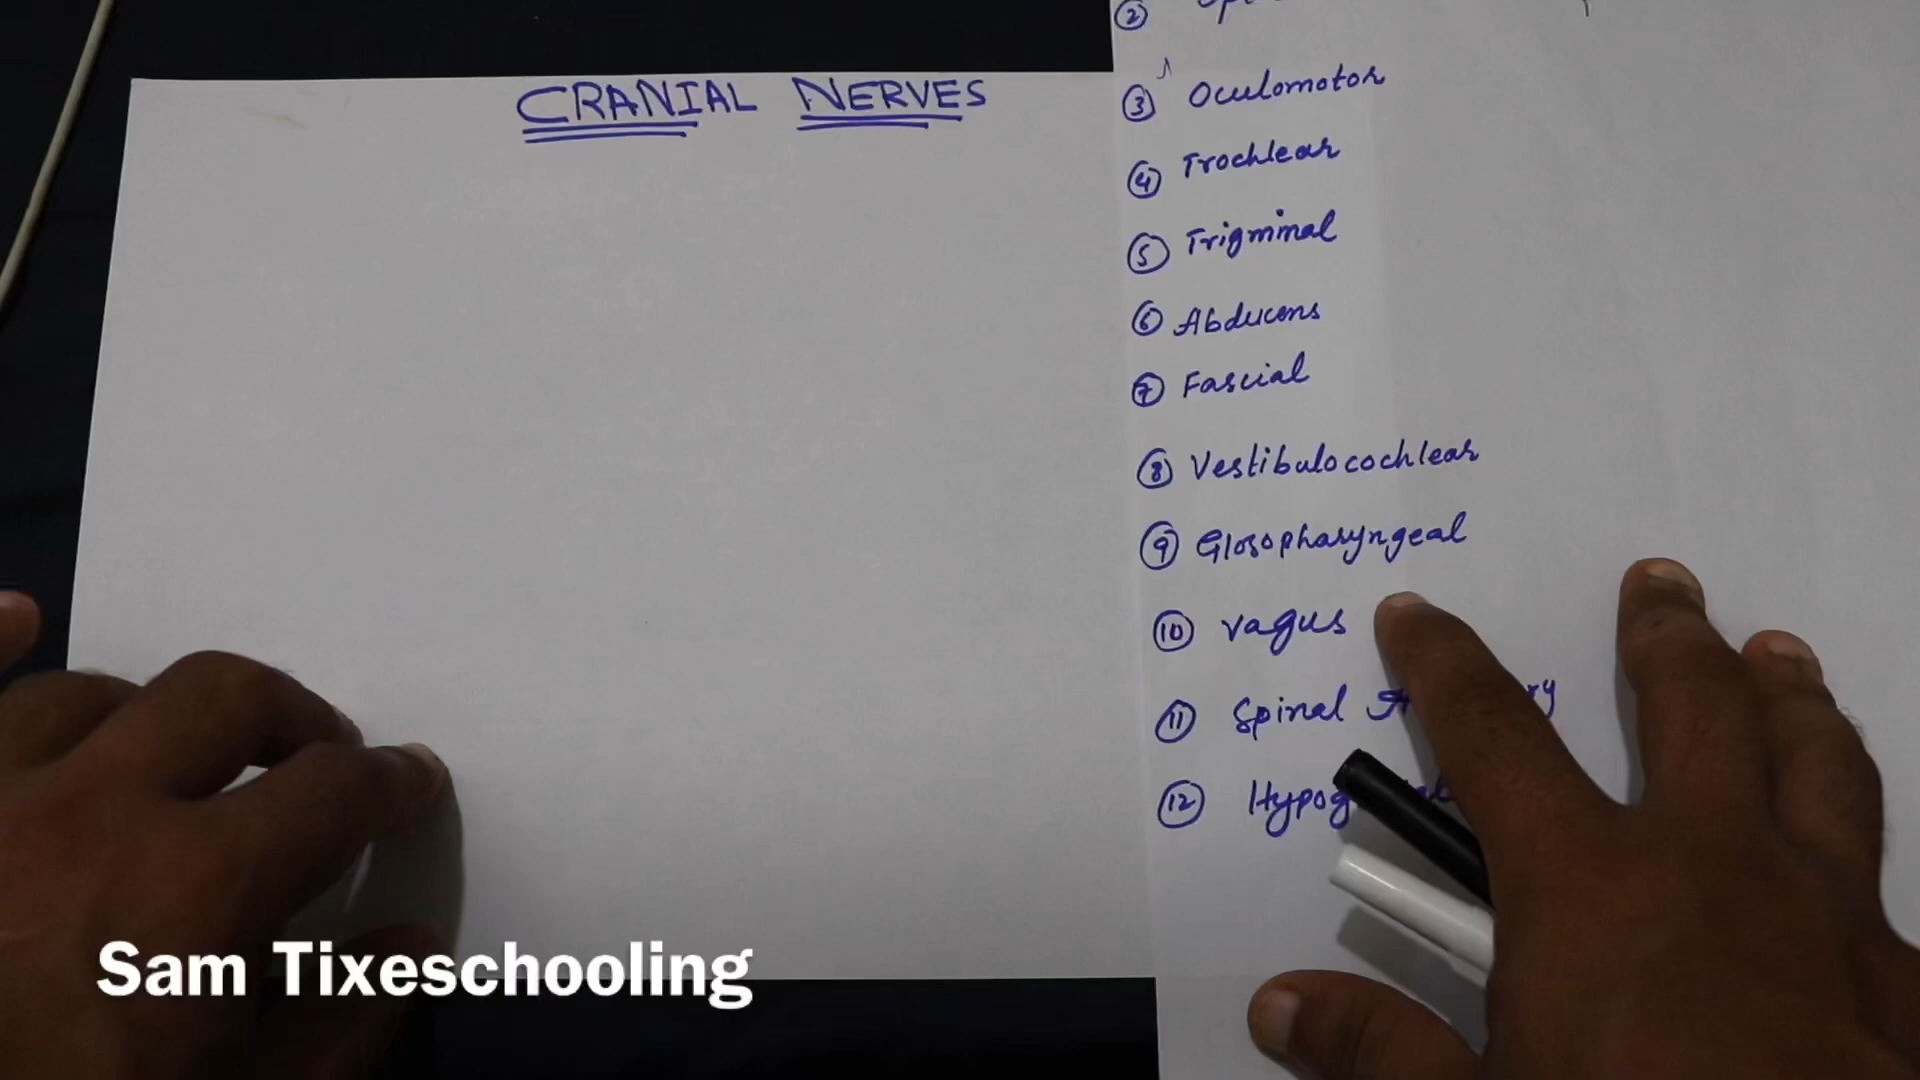 CRANIAL NERVES
②
③ Oculomotor
④ Trochlear
⑤ Trigminal
⑥ Abducens
⑦ Fascial
⑧ Vestibulocochlear
⑨ Glosopharyngeal
⑩ Vagus
⑪ Spinal
⑫
Sam Tixeschooling